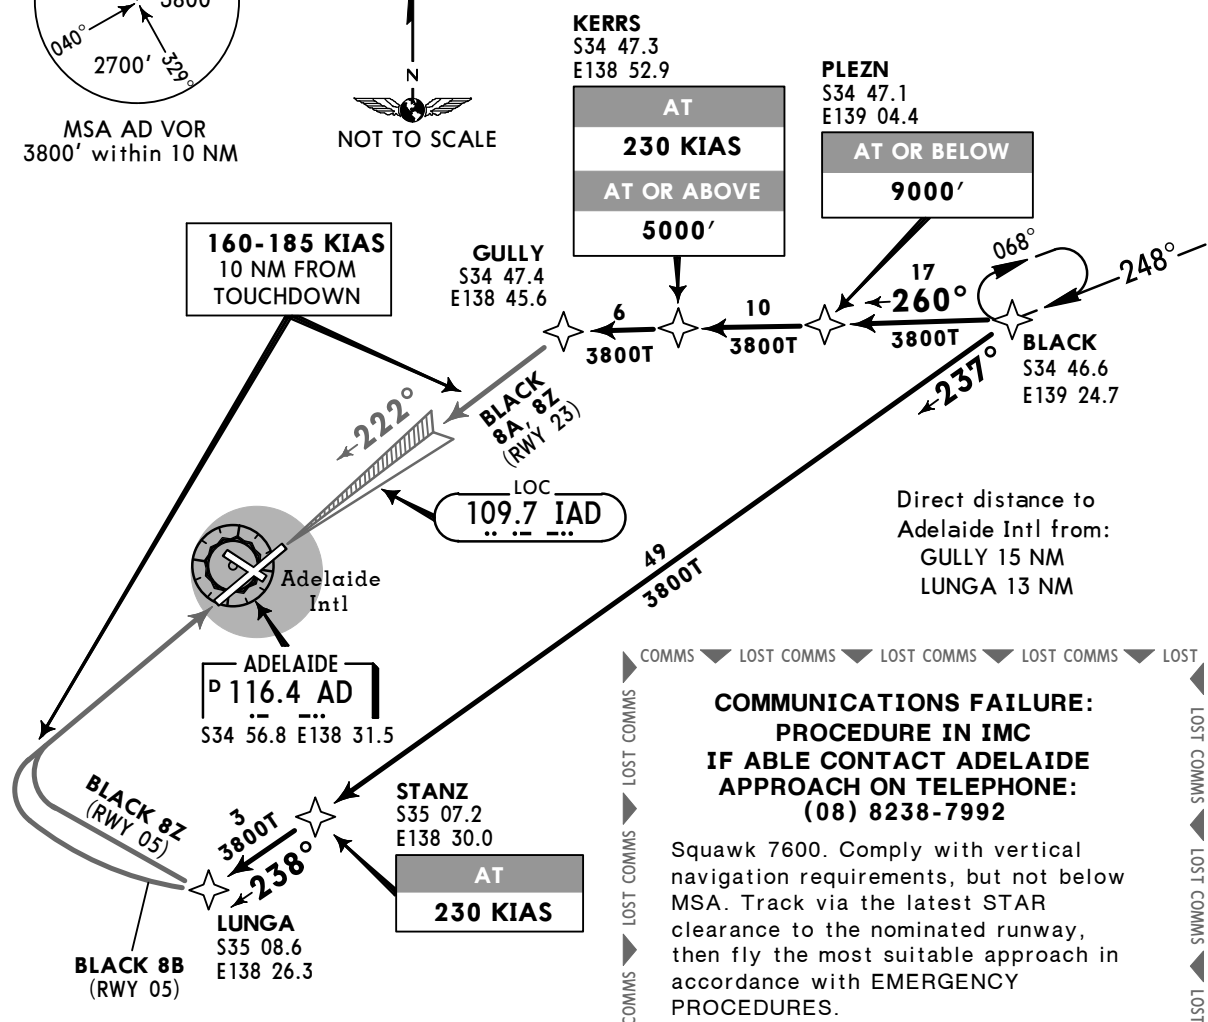 5800'
040°
329°
2700'
MSA AD VOR
3800' within 10 NM
N
NOT TO SCALE
KERRS
S34 47.3
E138 52.9
AT
230 KIAS
AT OR ABOVE
5000'
PLEZN
S34 47.1
E139 04.4
AT OR BELOW
9000'
160-185 KIAS
10 NM FROM
TOUCHDOWN
GULLY
S34 47.4
E138 45.6
6
3800T
10
3800T
17
260°
3800T
068°
248°
BLACK
S34 46.6
E139 24.7
237°
222°
BLACK
8A, 8Z
(RWY 23)
LOC
109.7 IAD
Direct distance to
Adelaide Intl from:
GULLY 15 NM
LUNGA 13 NM
49
3800T
Adelaide
Intl
ADELAIDE
D 116.4 AD
S34 56.8 E138 31.5
BLACK 8Z
(RWY 05)
3
3800T
238°
STANZ
S35 07.2
E138 30.0
AT
230 KIAS
LUNGA
S35 08.6
E138 26.3
BLACK 8B
(RWY 05)
COMMS LOST COMMS LOST COMMS LOST COMMS LOST
LOST COMMS
LOST COMMS
COMMS
LOST COMMS
LOST COMMS
LOST
COMMUNICATIONS FAILURE:
PROCEDURE IN IMC
IF ABLE CONTACT ADELAIDE
APPROACH ON TELEPHONE:
(08) 8238-7992
Squawk 7600. Comply with vertical
navigation requirements, but not below
MSA. Track via the latest STAR
clearance to the nominated runway,
then fly the most suitable approach in
accordance with EMERGENCY
PROCEDURES.